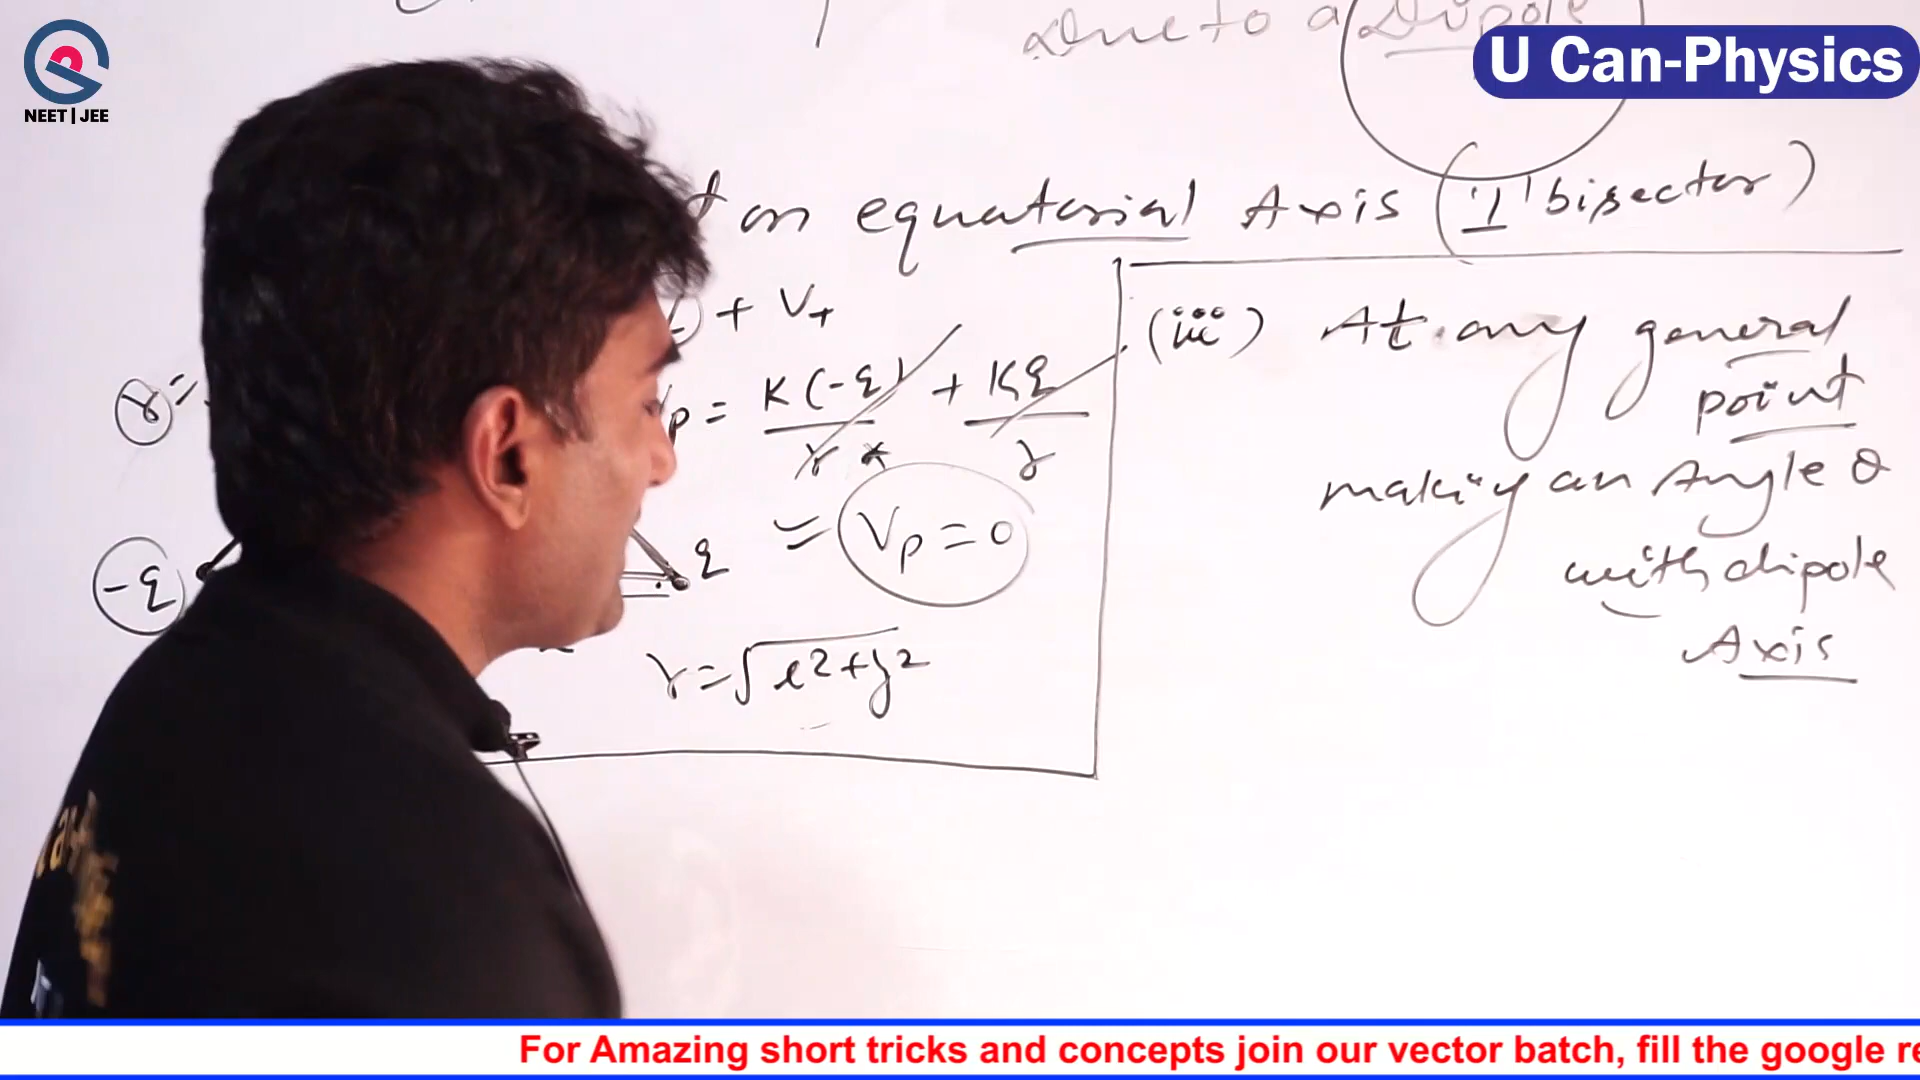 NEET|JEE
Due to a Dipole
U Can-Physics
on equatorial Axis (⊥ bisector)
+ V+
(iii) At any general
point
r =
p = K(-q)/r + Kq/r
making an Angle θ
-q
q
= Vp = 0
with dipole
r = √l²+y²
Axis
For Amazing short tricks and concepts join our vector batch, fill the google re